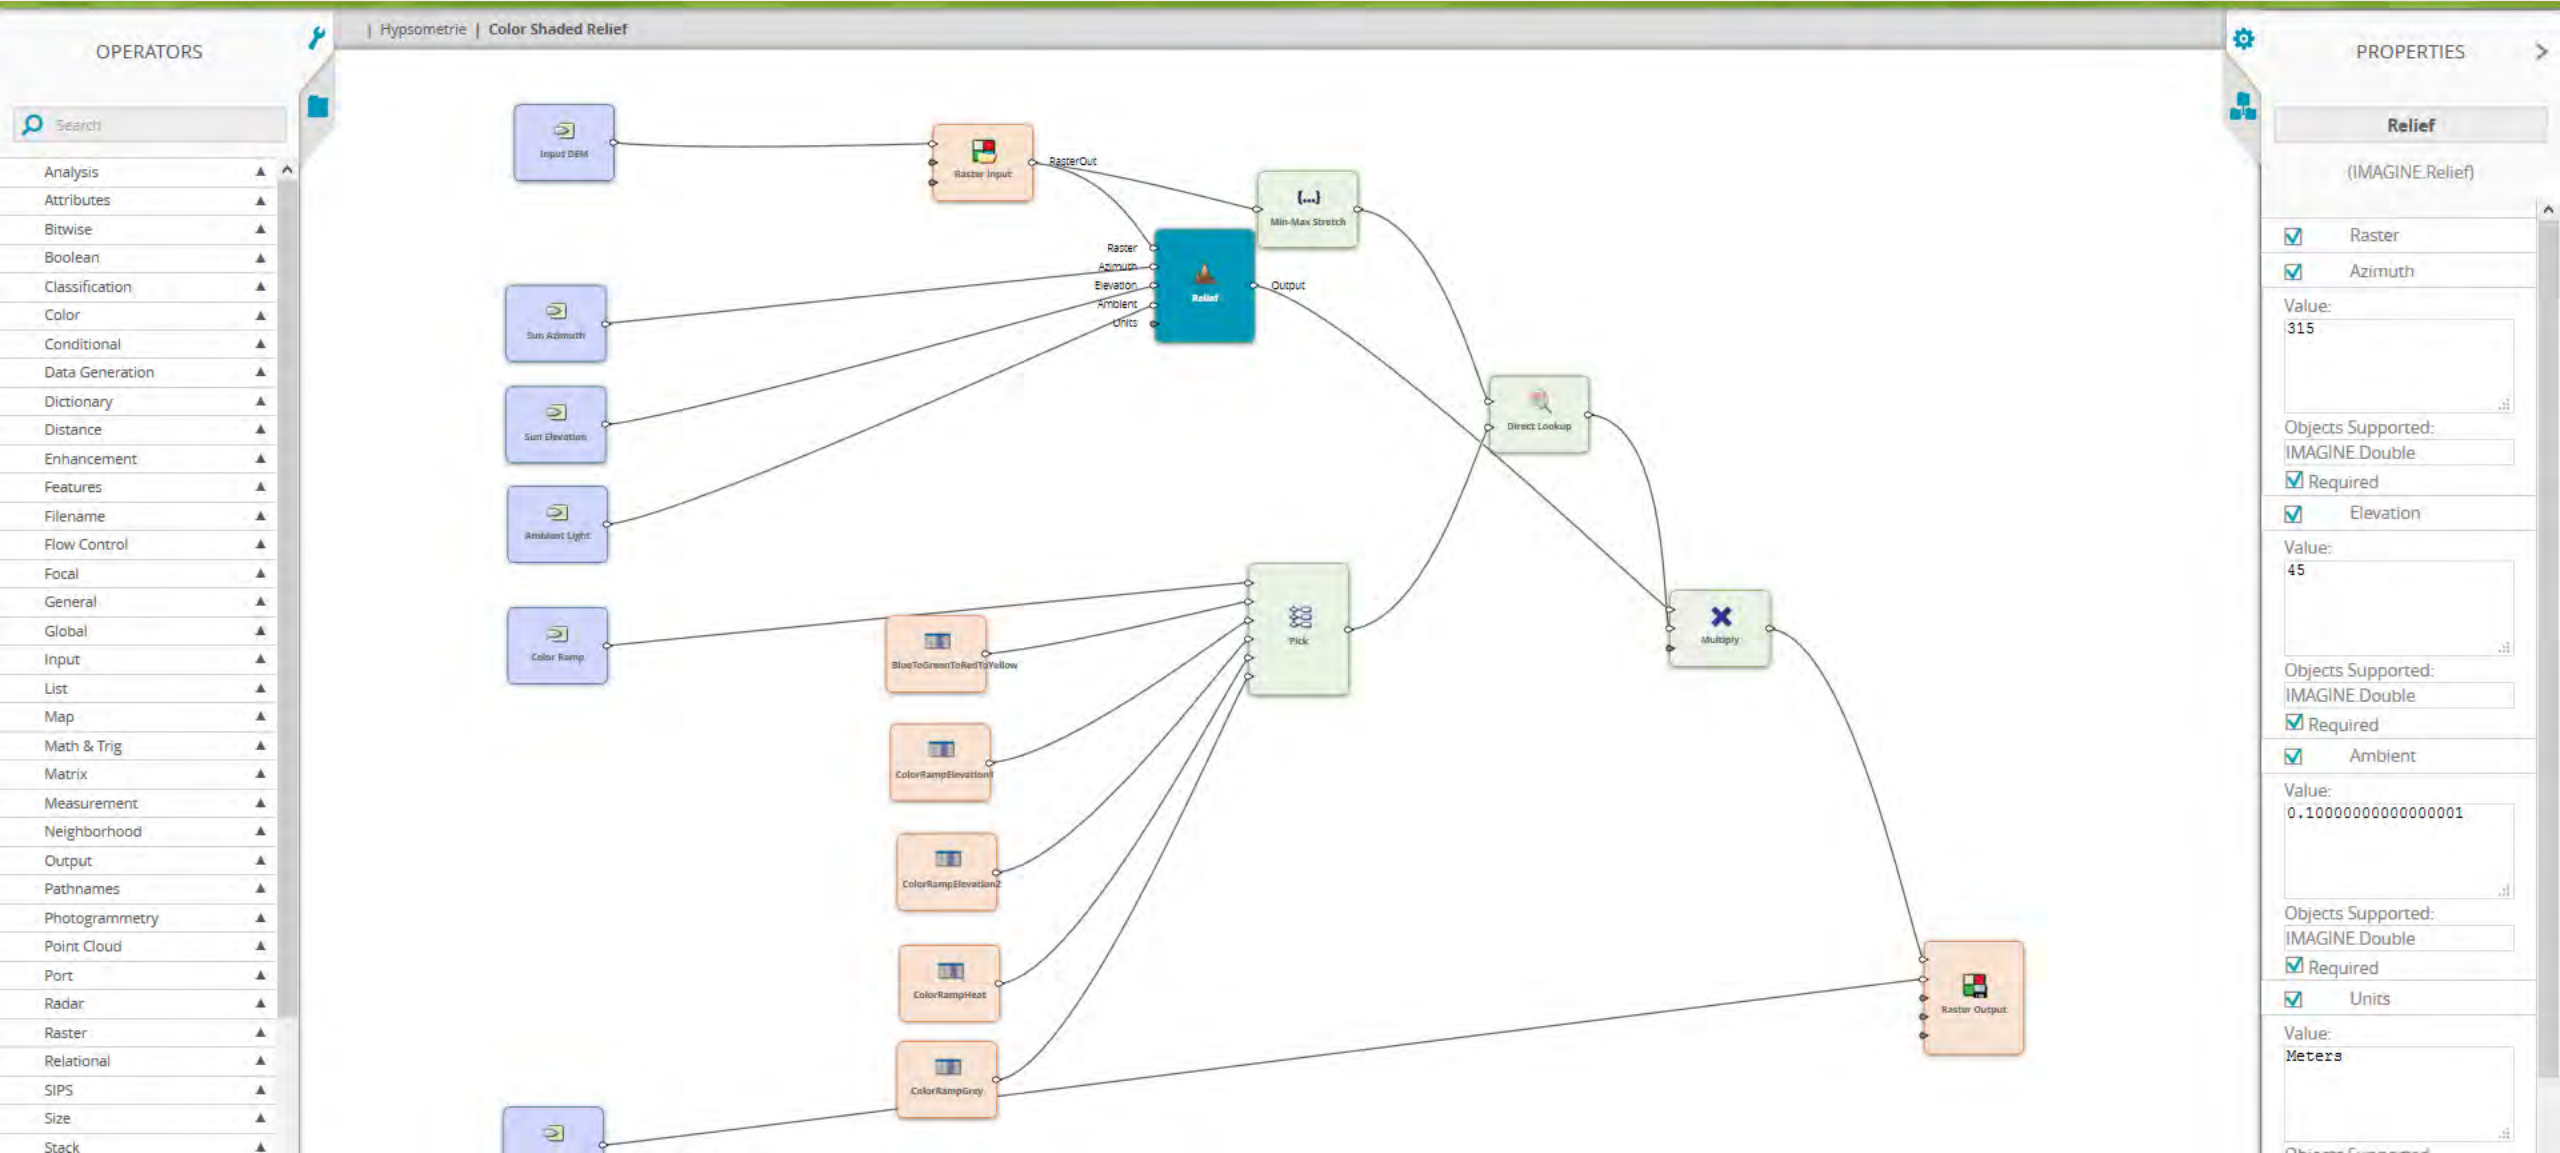 OPERATORS
Search
Analysis
Attributes
Bitwise
Boolean
Classification
Color
Conditional
Data Generation
Dictionary
Distance
Enhancement
Features
Filename
Flow Control
Focal
General
Global
Input
List
Map
Math & Trig
Matrix
Measurement
Neighborhood
Output
Pathnames
Photogrammetry
Point Cloud
Port
Radar
Raster
Relational
SIPS
Size
Stack
| Hypsometrie | Color Shaded Relief
Input DEM
Raster Input
RasterOut
{...}
Min-Max Stretch
Raster
Azimuth
Elevation
Ambient
Units
Relief
Output
Sun Azimuth
Sun Elevation
Ambient Light
Direct Lookup
Color Ramp
BlueToGreenToRedToYellow
Pick
Multiply
ColorRampElevation1
ColorRampElevation2
ColorRampHeat
ColorRampGrey
Raster Output
PROPERTIES
Relief
(IMAGINE.Relief)
Raster
Azimuth
Value:
315
Objects Supported:
IMAGINE.Double
Required
Elevation
Value:
45
Objects Supported:
IMAGINE.Double
Required
Ambient
Value:
0.10000000000000001
Objects Supported:
IMAGINE.Double
Required
Units
Value:
Meters